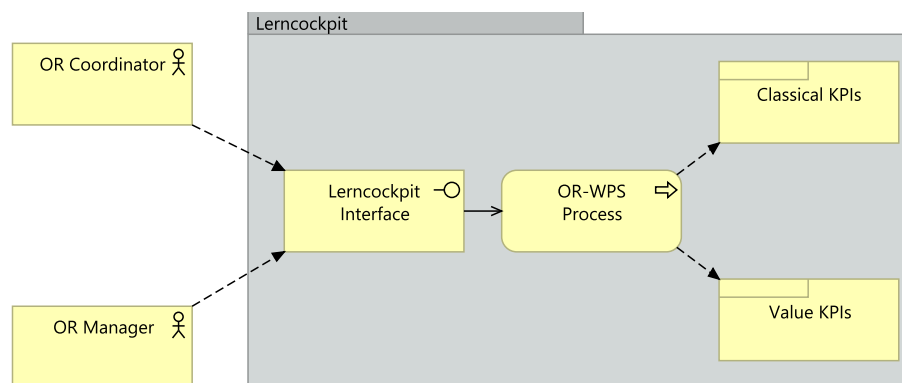 Lerncockpit
OR Coordinator
Classical KPIs
Lerncockpit
Interface
OR-WPS
Process
OR Manager
Value KPIs